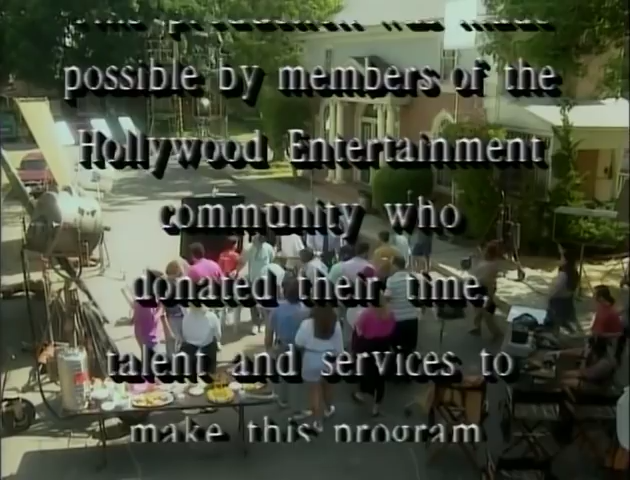 possible by members of the
Hollywood Entertainment
community who
donated their time,
talent and services to
make this program